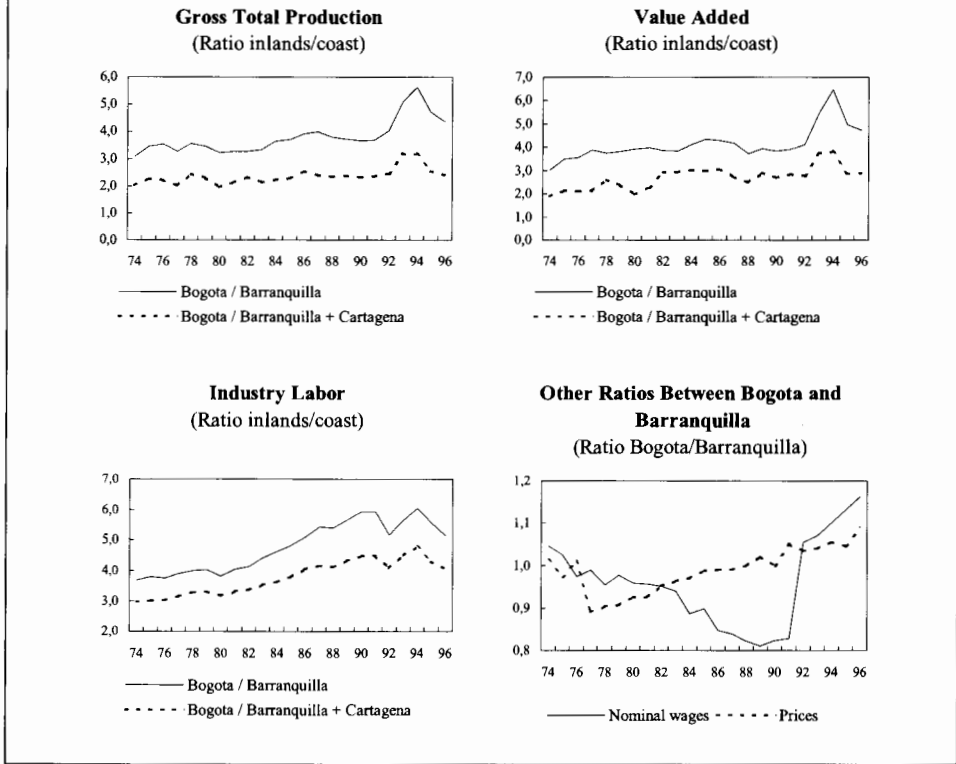 Gross Total Production
(Ratio inlands/coast)
6,0
5,0
4,0
3,0
2,0
1,0
0,0
74 76 78 80 82 84 86 88 90 92 94 96
Bogota / Barranquilla
Bogota / Barranquilla + Cartagena
Value Added
(Ratio inlands/coast)
7,0
6,0
5,0
4,0
3,0
2,0
1,0
0,0
74 76 78 80 82 84 86 88 90 92 94 96
Bogota / Barranquilla
Bogota / Barranquilla + Cartagena
Industry Labor
(Ratio inlands/coast)
7,0
6,0
5,0
4,0
3,0
2,0
74 76 78 80 82 84 86 88 90 92 94 96
Bogota / Barranquilla
Bogota / Barranquilla + Cartagena
Other Ratios Between Bogota and
Barranquilla
(Ratio Bogota/Barranquilla)
1,2
1,1
1,0
0,9
0,8
74 76 78 80 82 84 86 88 90 92 94 96
Nominal wages Prices